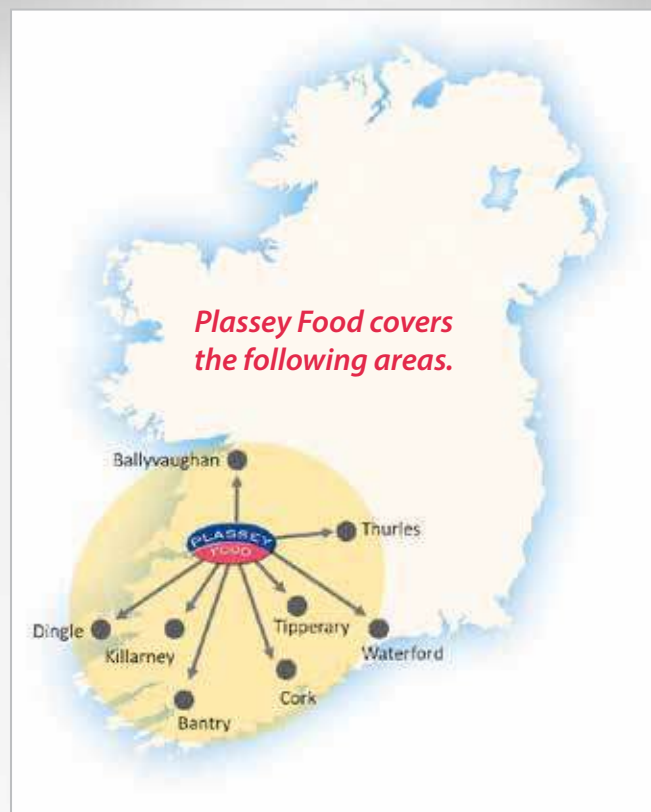 Plassey Food covers
the following areas.
Ballyvaughan
PLASSEY
FOOD
Thurles
Dingle
Killarney
Tipperary
Waterford
Cork
Bantry